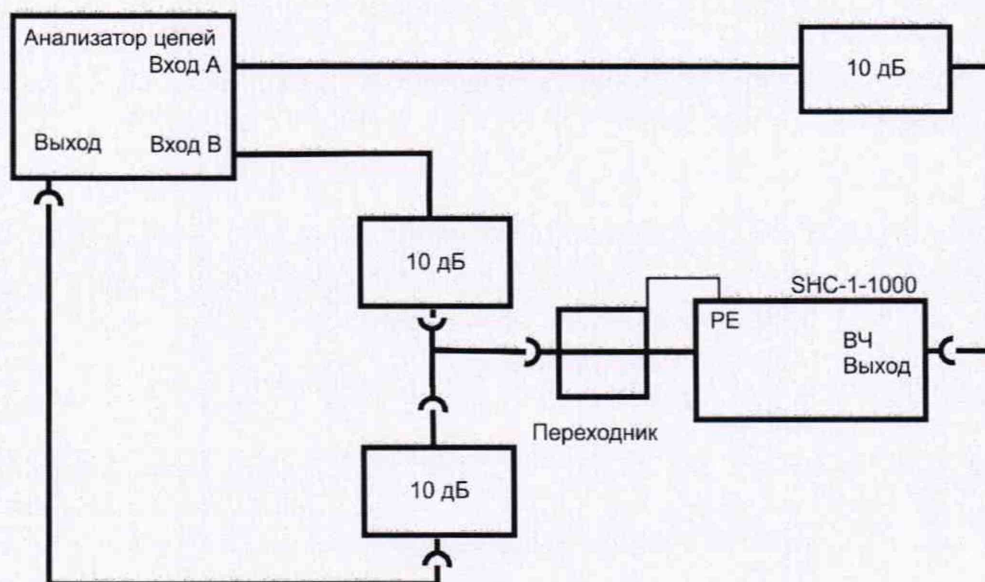 Анализатор цепей
Вход А
10 дБ
Выход
Вход В
10 дБ
SHC-1-1000
PE
ВЧ
Выход
Переходник
10 дБ